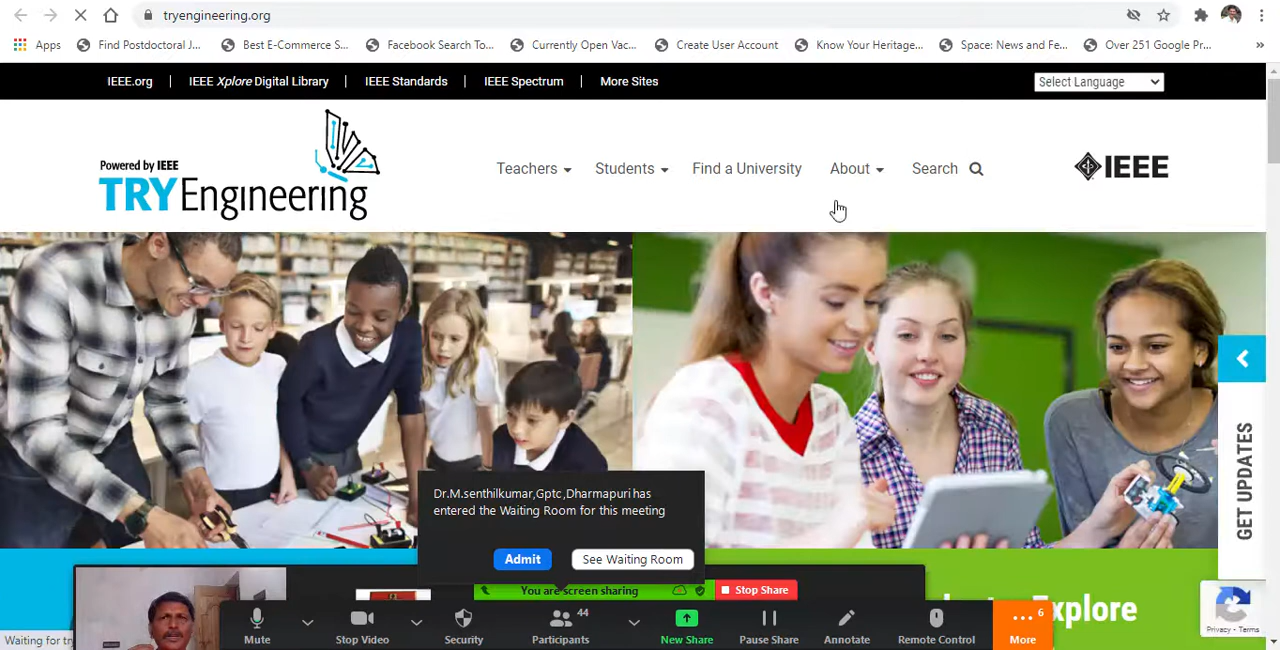 tryengineering.org
Apps
Find Postdoctoral J...
Best E-Commerce S...
Facebook Search To...
Currently Open Vac...
Create User Account
Know Your Heritage...
Space: News and Fe...
Over 251 Google Pr...
»
IEEE.org | IEEE Xplore Digital Library | IEEE Standards | IEEE Spectrum | More Sites
Select Language
Powered by IEEE
TRYEngineering
Teachers
Students
Find a University
About
Search
IEEE
GET UPDATES
Dr.M.senthilkumar,Gptc,Dharmapuri has
entered the Waiting Room for this meeting
Admit
See Waiting Room
You are screen sharing
Stop Share
Explore
Waiting for
Mute
Stop Video
Security
44
Participants
New Share
Pause Share
Annotate
Remote Control
6
More
Privacy - Terms